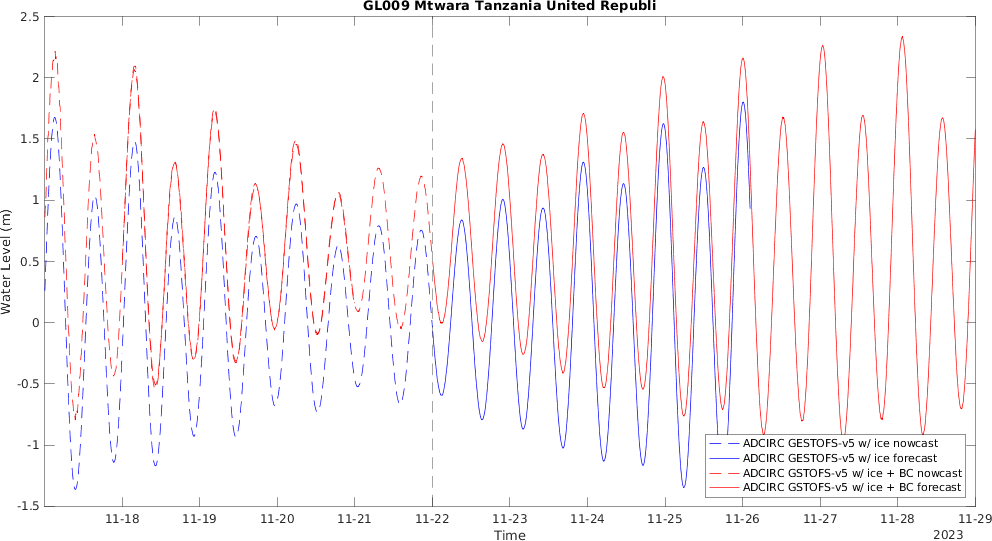 GL009 Mtwara Tanzania United Republi
2.5
2
1.5
1
0.5
0
-0.5
-1
-1.5
Water Level (m)
ADCIRC GESTOFS-v5 w/ ice nowcast
ADCIRC GESTOFS-v5 w/ ice forecast
ADCIRC GSTOFS-v5 w/ ice + BC nowcast
ADCIRC GSTOFS-v5 w/ ice + BC forecast
11-18 11-19 11-20 11-21 11-22 11-23 11-24 11-25 11-26 11-27 11-28 11-29
Time
2023